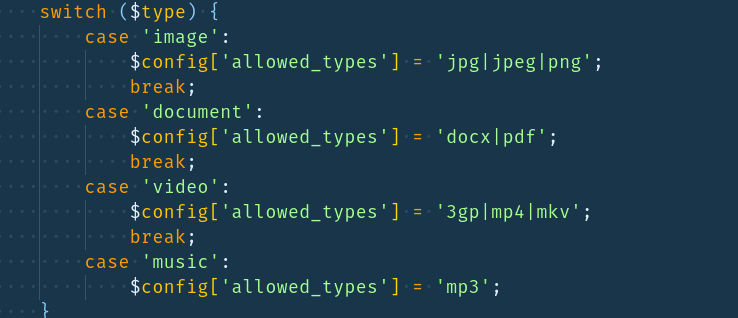 switch ($type) {
case 'image':
$config['allowed_types'] = 'jpg|jpeg|png';
break;
case 'document':
$config['allowed_types'] = 'docx|pdf';
break;
case 'video':
$config['allowed_types'] = '3gp|mp4|mkv';
break;
case 'music':
$config['allowed_types'] = 'mp3';
}